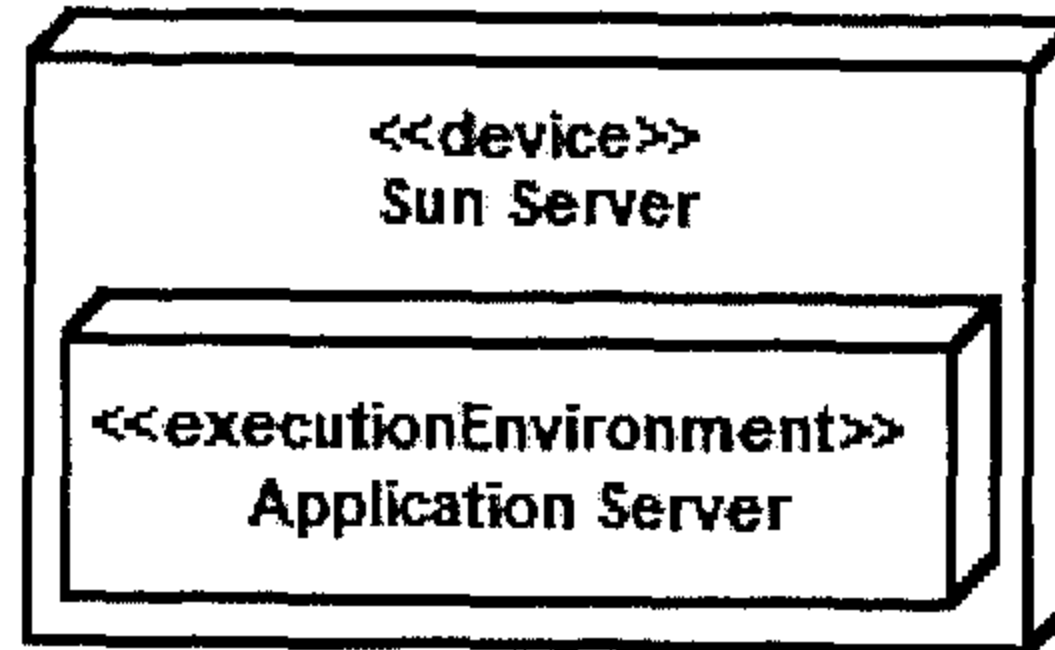 <<device>>
Sun Server
<<executionEnvironment>>
Application Server